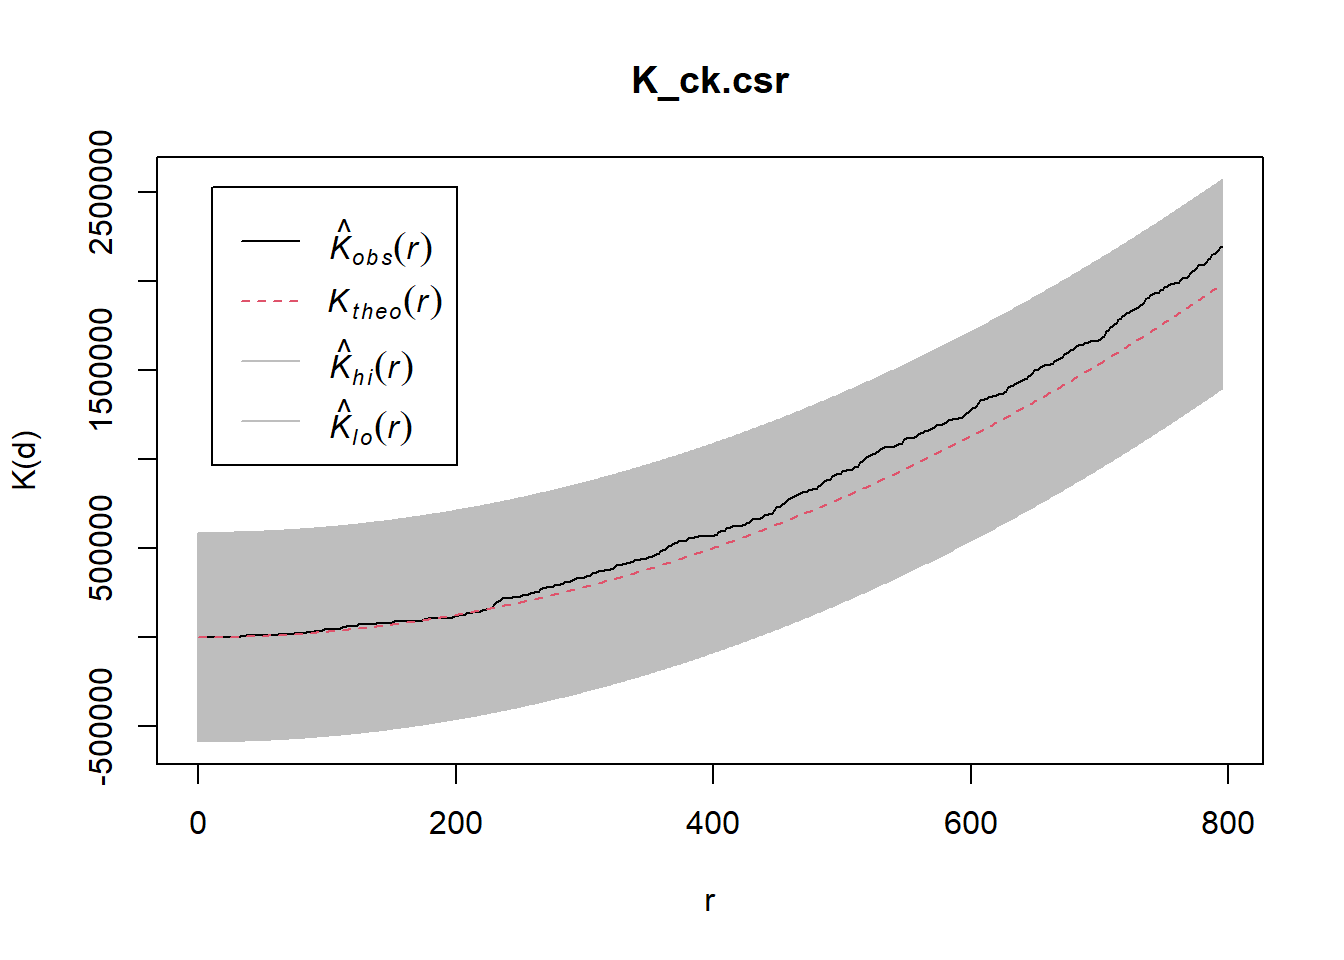 K_ck.csr
K(d)
2500000
1500000
500000
-500000
K̂obs(r)
Ktheo(r)
K̂hi(r)
K̂lo(r)
0 200 400 600 800
r